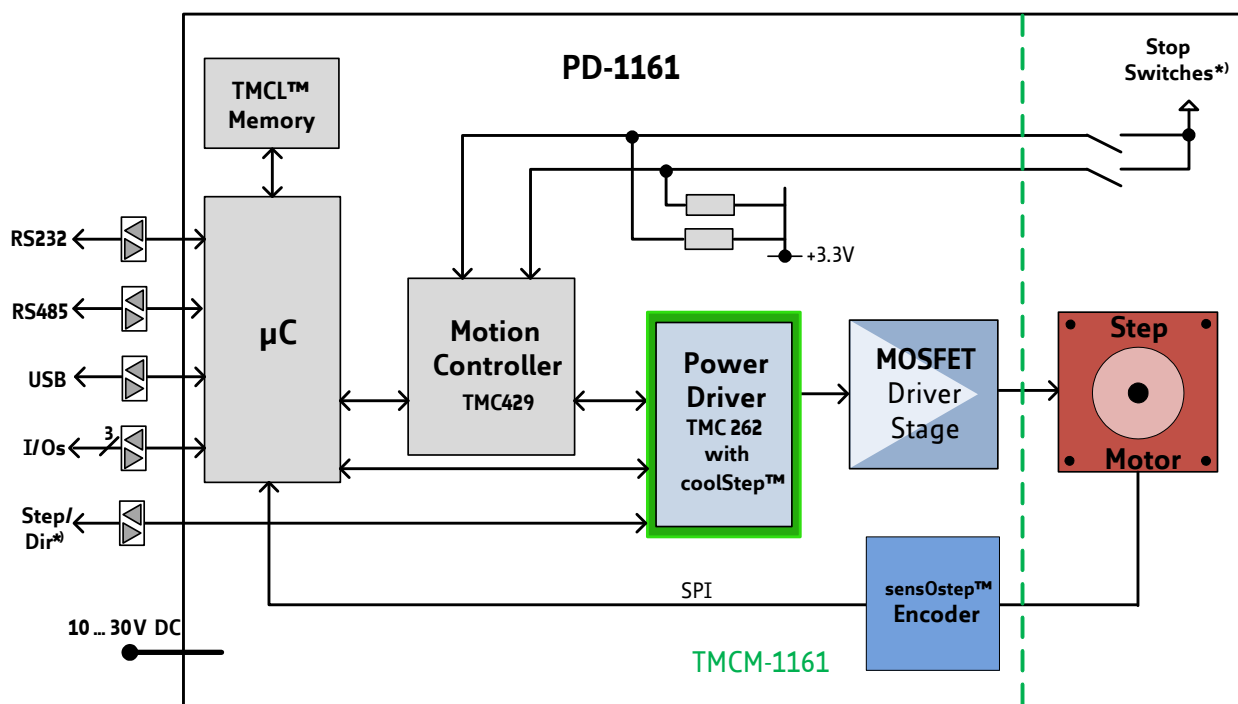 PD-1161
Stop
Switches*)
TMCL™
Memory
RS232
RS485
USB
I/Os
3
Step/
Dir*)
10 ... 30V DC
µC
Motion
Controller
TMC429
+3.3V
Power
Driver
TMC 262
with
coolStep™
MOSFET
Driver
Stage
Step
Motor
SPI
sensOstep™
Encoder
TMCM-1161